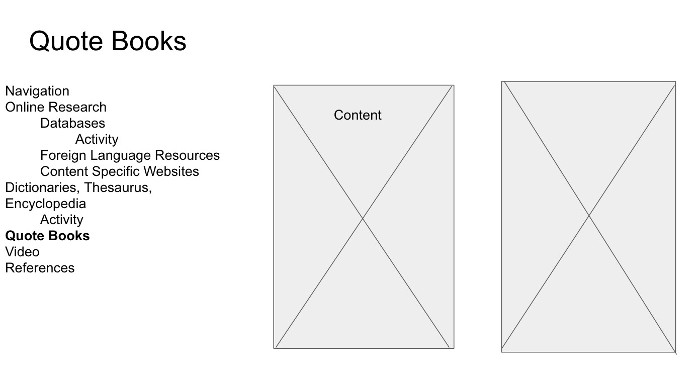 Quote Books
Navigation
Online Research
Databases
Activity
Foreign Language Resources
Content Specific Websites
Dictionaries, Thesaurus,
Encyclopedia
Activity
Quote Books
Video
References
Content